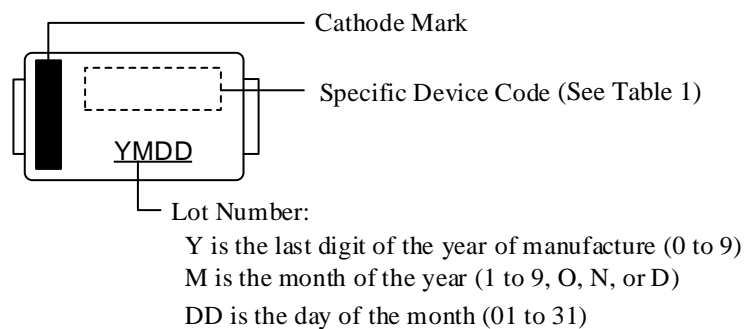 Cathode Mark
Specific Device Code (See Table 1)
YMDD
Lot Number:
Y is the last digit of the year of manufacture (0 to 9)
M is the month of the year (1 to 9, O, N, or D)
DD is the day of the month (01 to 31)